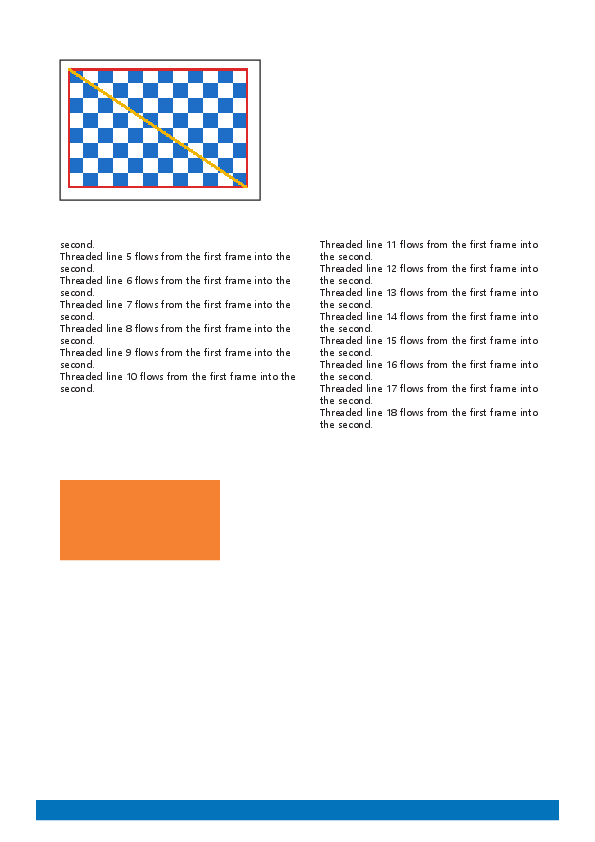 second.
Threaded line 5 flows from the first frame into the
second.
Threaded line 6 flows from the first frame into the
second.
Threaded line 7 flows from the first frame into the
second.
Threaded line 8 flows from the first frame into the
second.
Threaded line 9 flows from the first frame into the
second.
Threaded line 10 flows from the first frame into the
second.
Threaded line 11 flows from the first frame into
the second.
Threaded line 12 flows from the first frame into
the second.
Threaded line 13 flows from the first frame into
the second.
Threaded line 14 flows from the first frame into
the second.
Threaded line 15 flows from the first frame into
the second.
Threaded line 16 flows from the first frame into
the second.
Threaded line 17 flows from the first frame into
the second.
Threaded line 18 flows from the first frame into
the second.